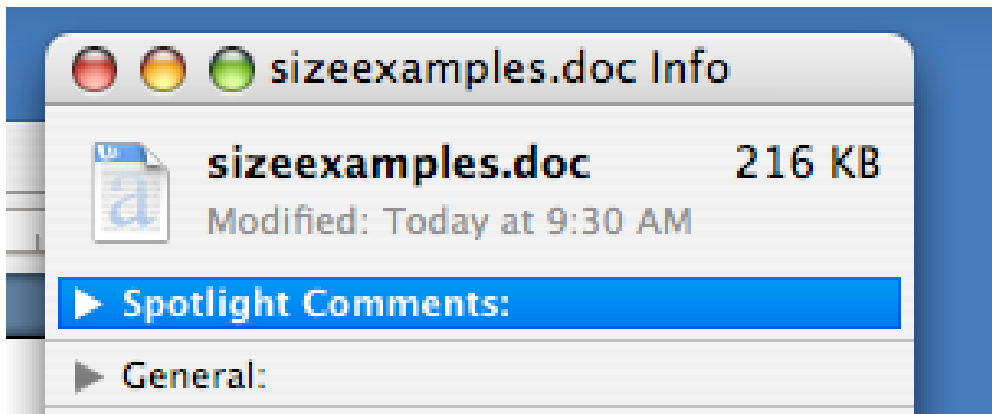 sizeexamples.doc Info
sizeexamples.doc 216 KB
Modified: Today at 9:30 AM
Spotlight Comments:
General: